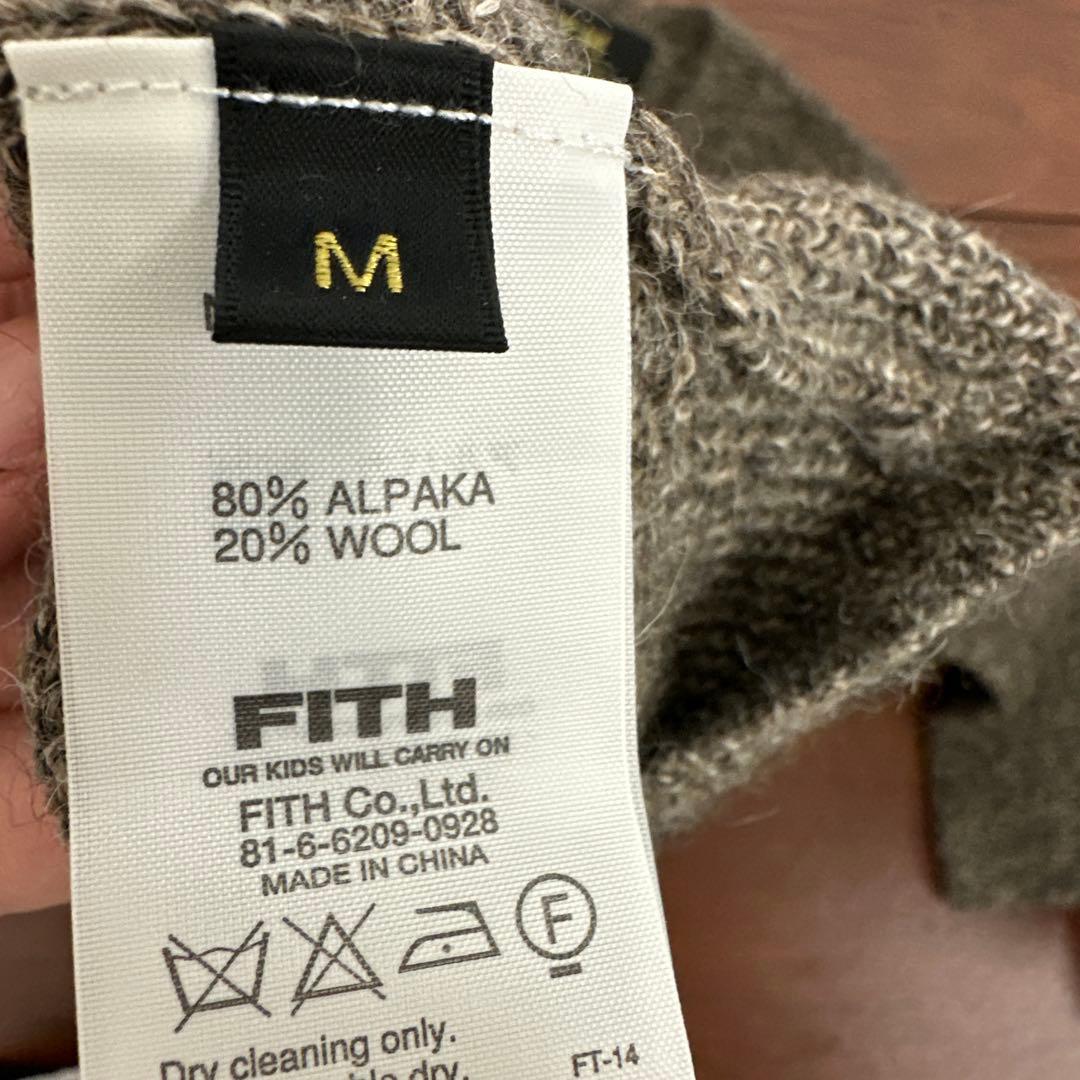 M
80% ALPAKA
20% WOOL
FITH
OUR KIDS WILL CARRY ON
FITH Co.,Ltd.
81-6-6209-0928
MADE IN CHINA
F
Dry cleaning only.
dry.
FT-14